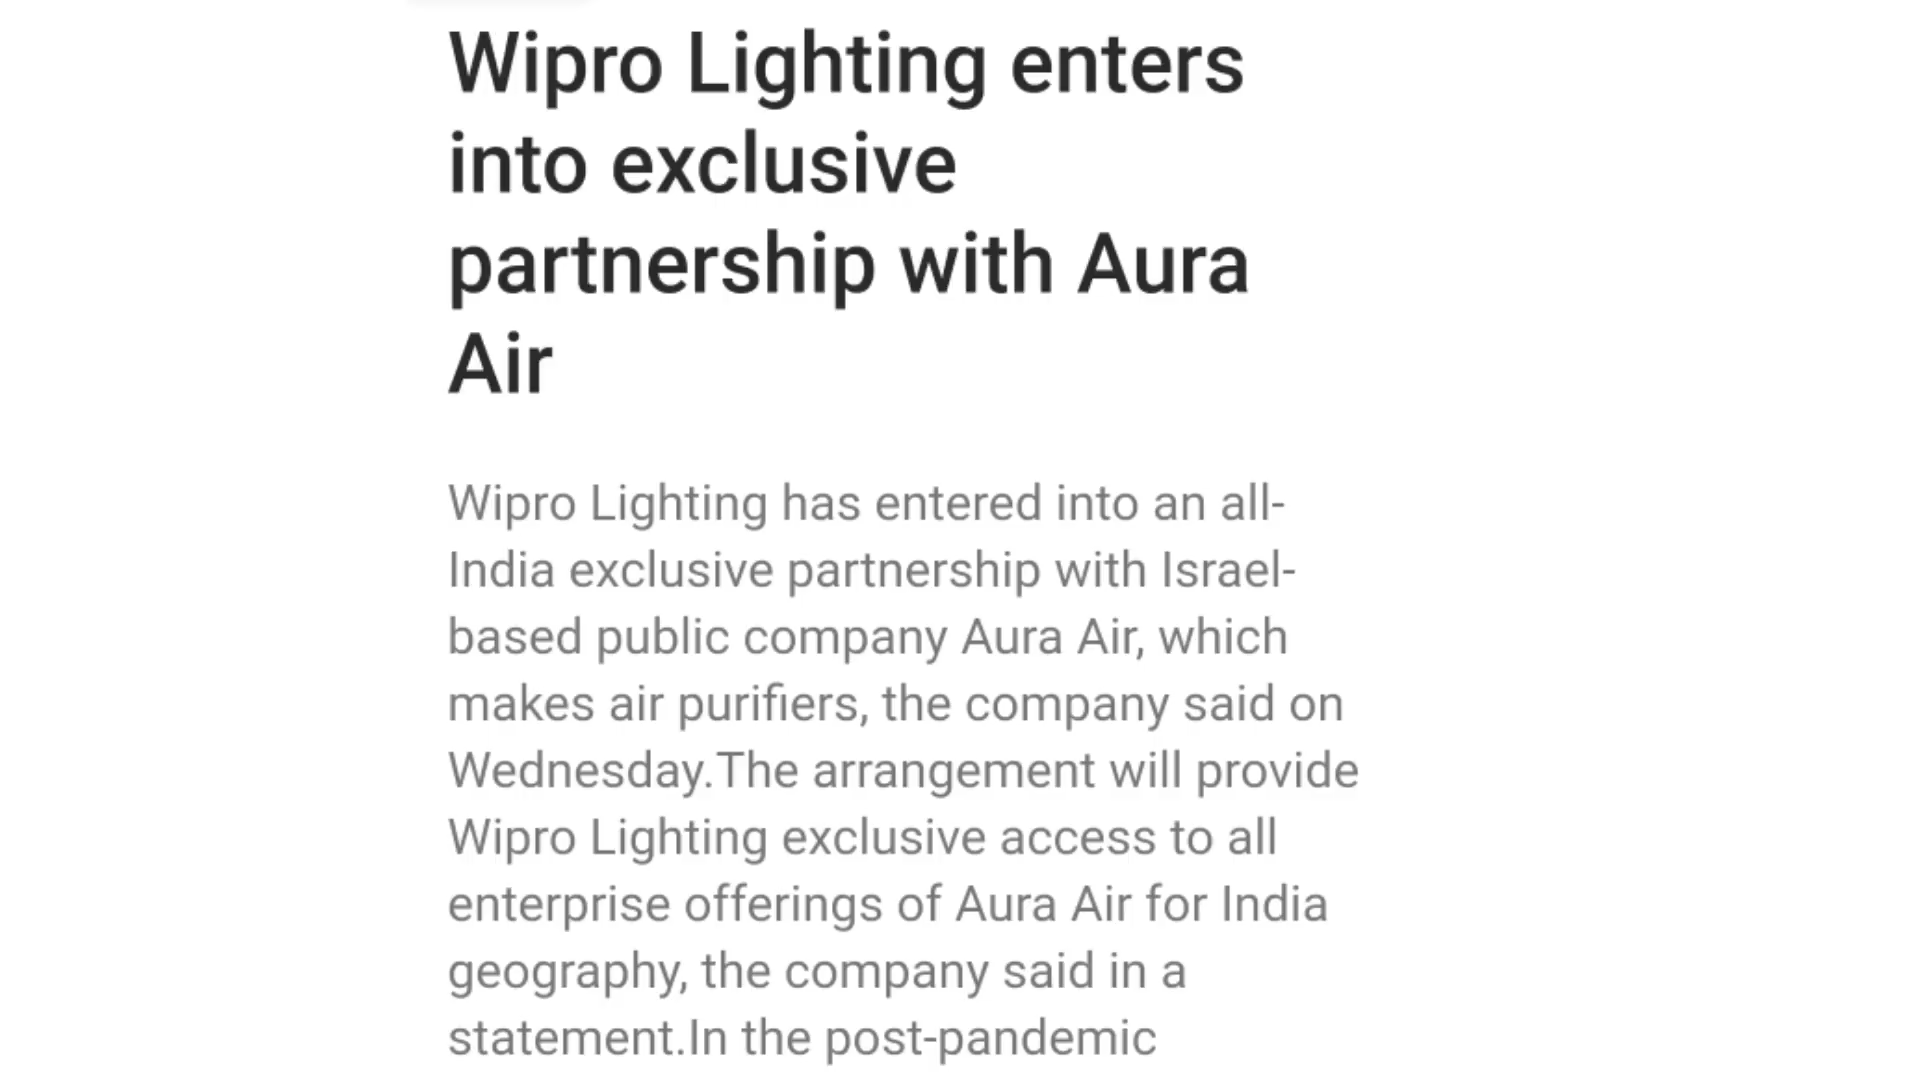 Wipro Lighting enters
into exclusive
partnership with Aura
Air
Wipro Lighting has entered into an all-
India exclusive partnership with Israel-
based public company Aura Air, which
makes air purifiers, the company said on
Wednesday.The arrangement will provide
Wipro Lighting exclusive access to all
enterprise offerings of Aura Air for India
geography, the company said in a
statement.In the post-pandemic